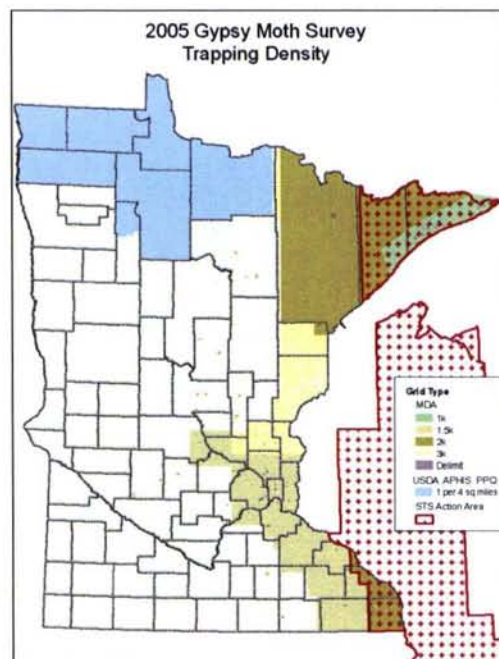 2005 Gypsy Moth Survey
Trapping Density
Grid Type
MDA
1k
1.5k
2k
3k
Delimit
USDA APHIS PPQ
1 per 4 sq miles
STS Action Area